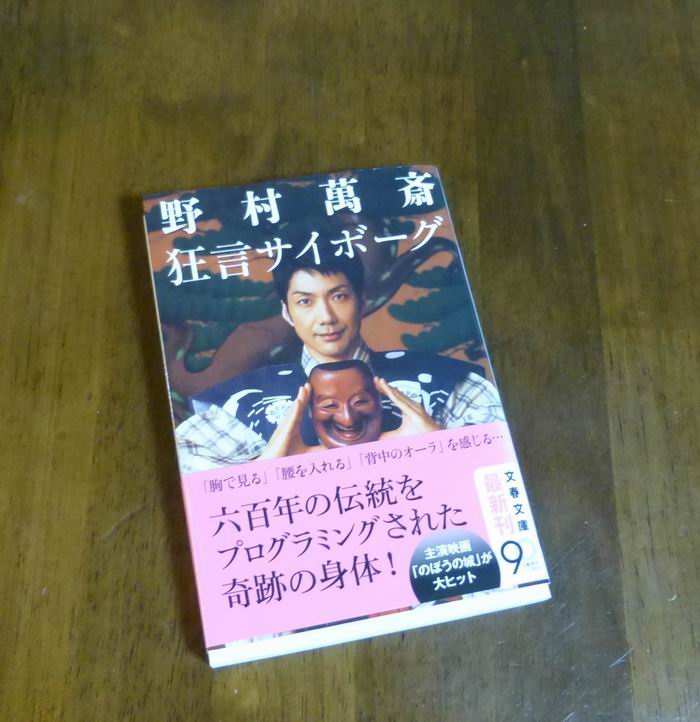 野村萬斎
狂言サイボーグ
「胸で見る」「腰を入れる」「背中のオーラ」を感じる…
六百年の伝統を
プログラミングされた
奇跡の身体！
主演映画
「のぼうの城」が
大ヒット
文春文庫
最新刊